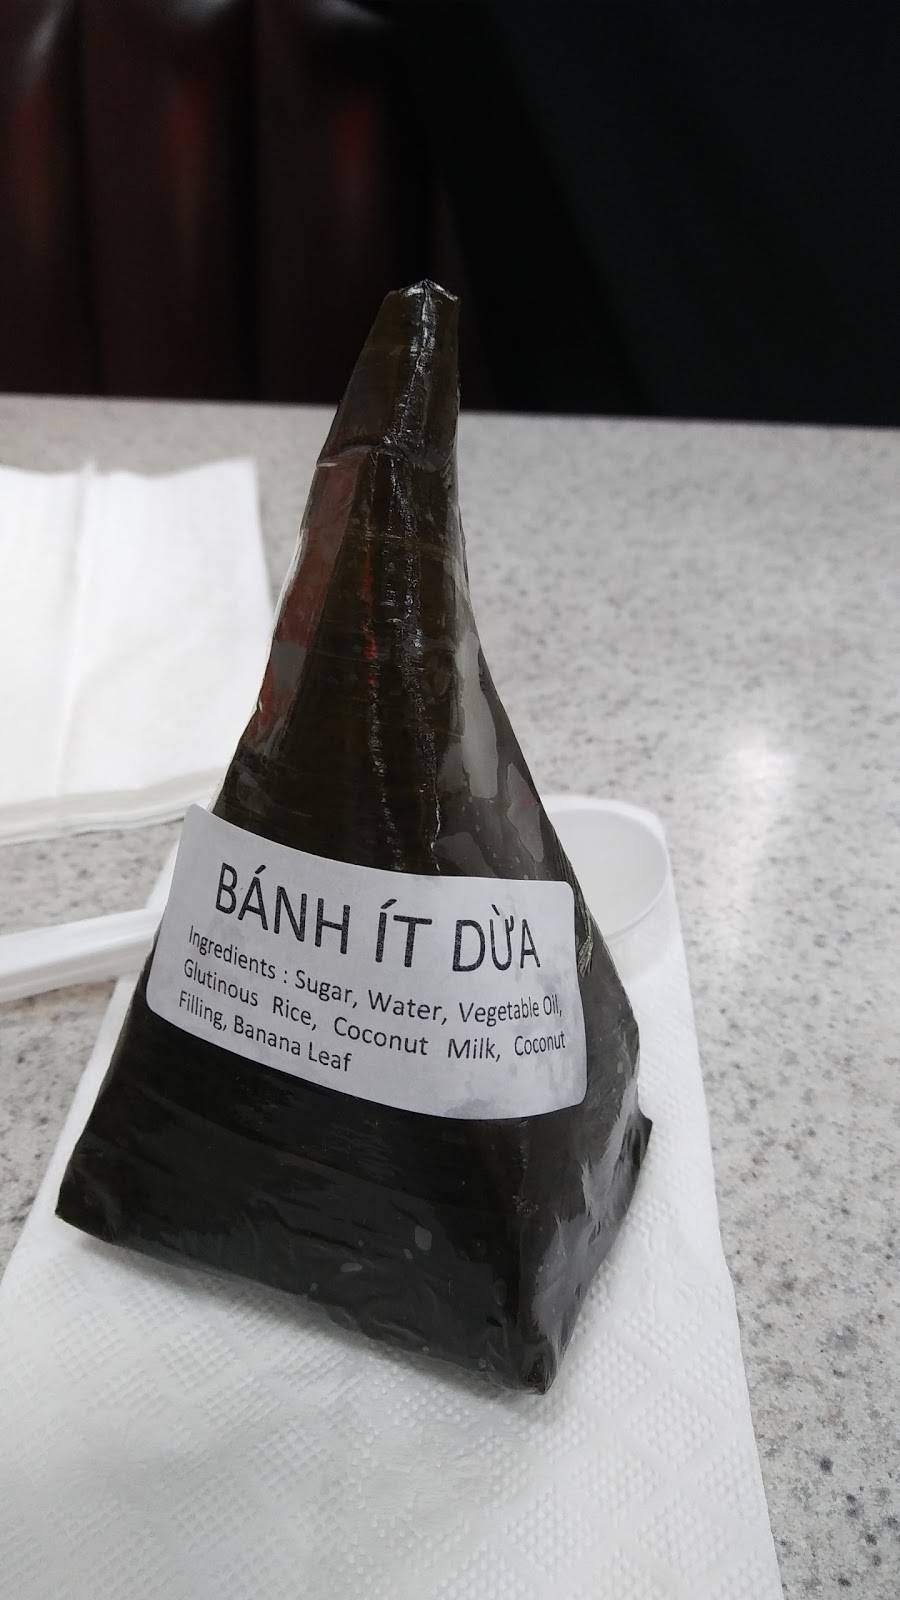 BÁNH ÍT DỪA
Ingredients : Sugar, Water, Vegetable Oil,
Glutinous Rice, Coconut Milk, Coconut
Filling, Banana Leaf